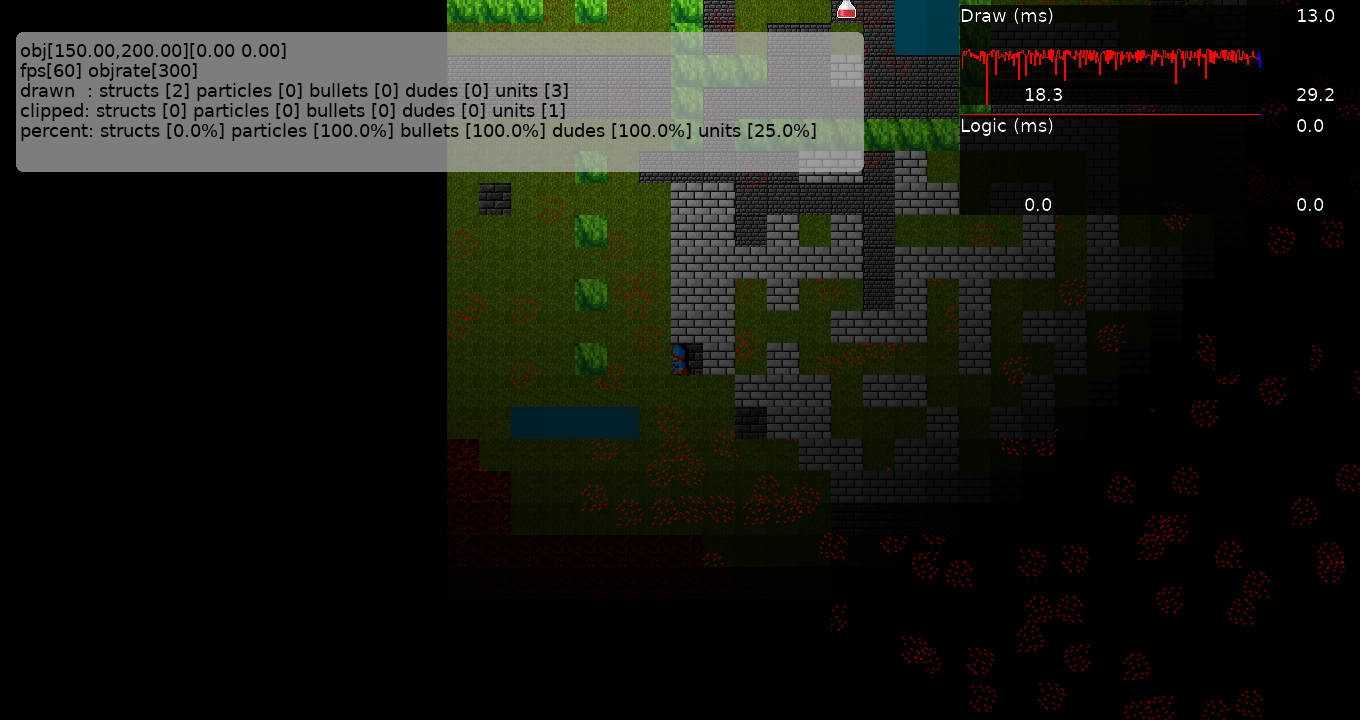 obj[150.00,200.00][0.00 0.00]
fps[60] objrate[300]
drawn  : structs [2] particles [0] bullets [0] dudes [0] units [3]
clipped: structs [0] particles [0] bullets [0] dudes [0] units [1]
percent: structs [0.0%] particles [100.0%] bullets [100.0%] dudes [100.0%] units [25.0%]
Draw (ms) 13.0
18.3 29.2
Logic (ms) 0.0
0.0 0.0